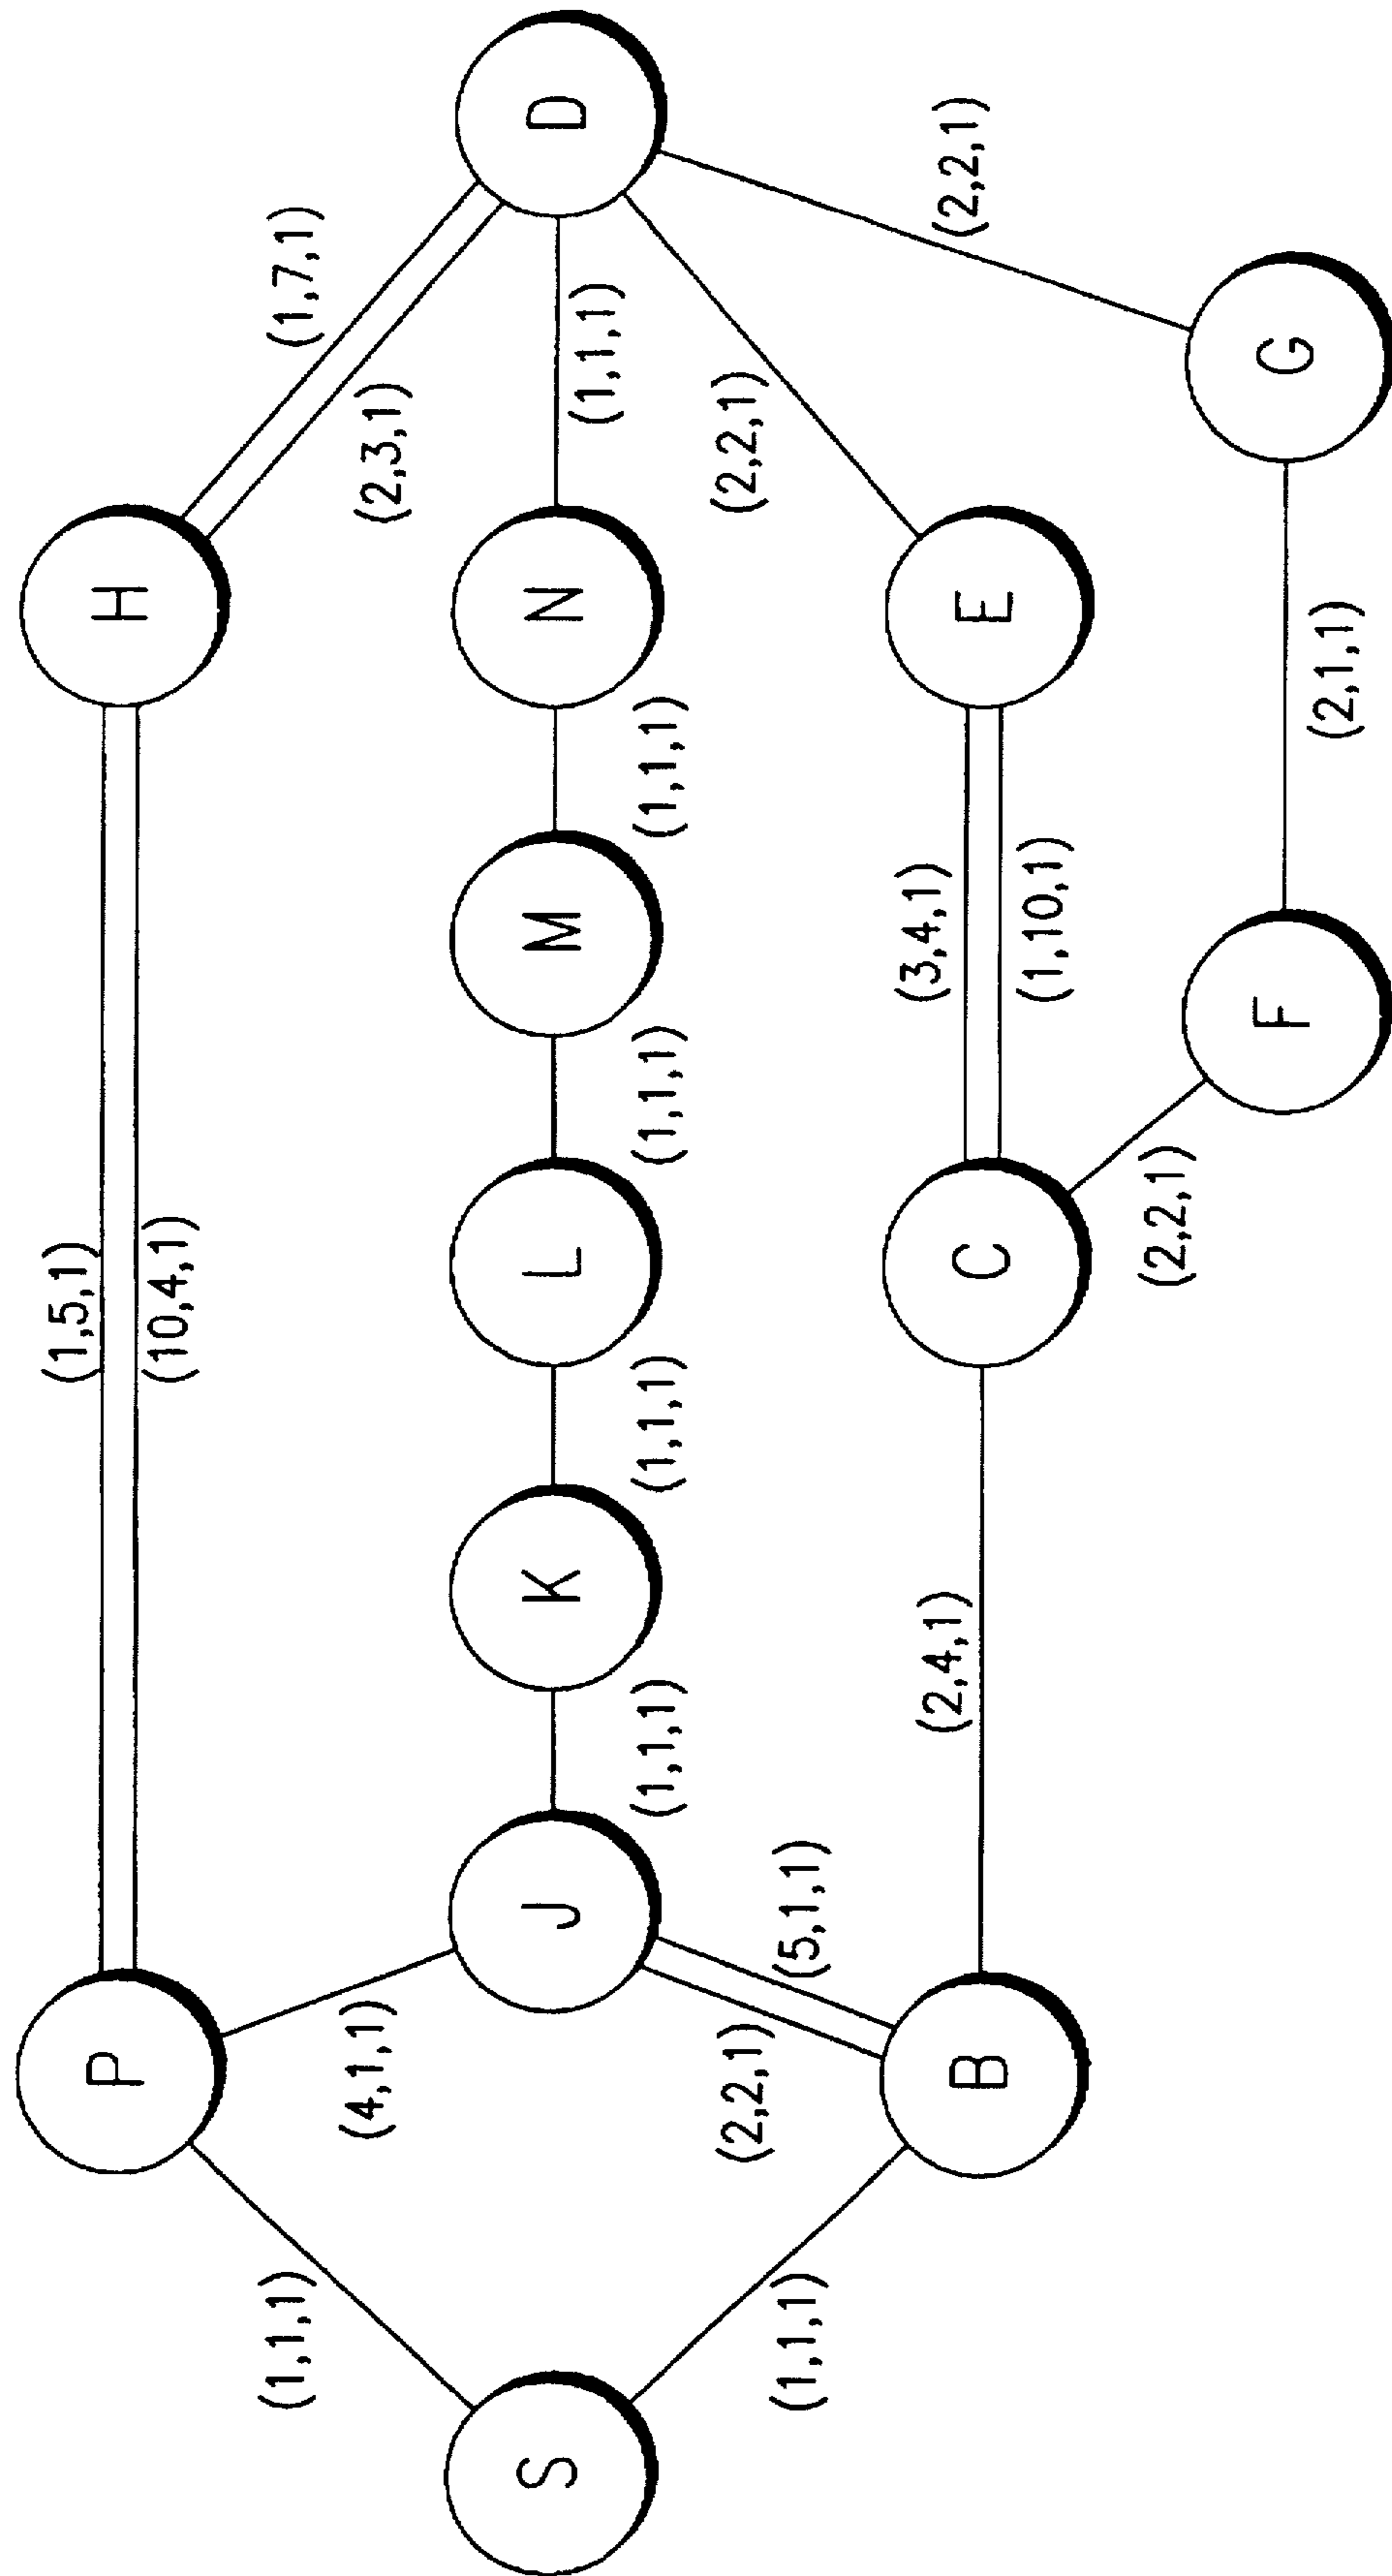 H
(1,5,1)
(10,4,1)
(1,7,1)
(2,3,1)
P
D
(1,1,1)
(4,1,1)
S
J
(1,1,1)
K
(1,1,1)
L
(1,1,1)
M
(1,1,1)
N
(1,1,1)
(1,1,1)
(2,2,1)
(5,1,1)
(2,2,1)
B
(2,4,1)
C
(3,4,1)
(1,10,1)
E
(2,2,1)
(2,2,1)
F
(2,1,1)
G